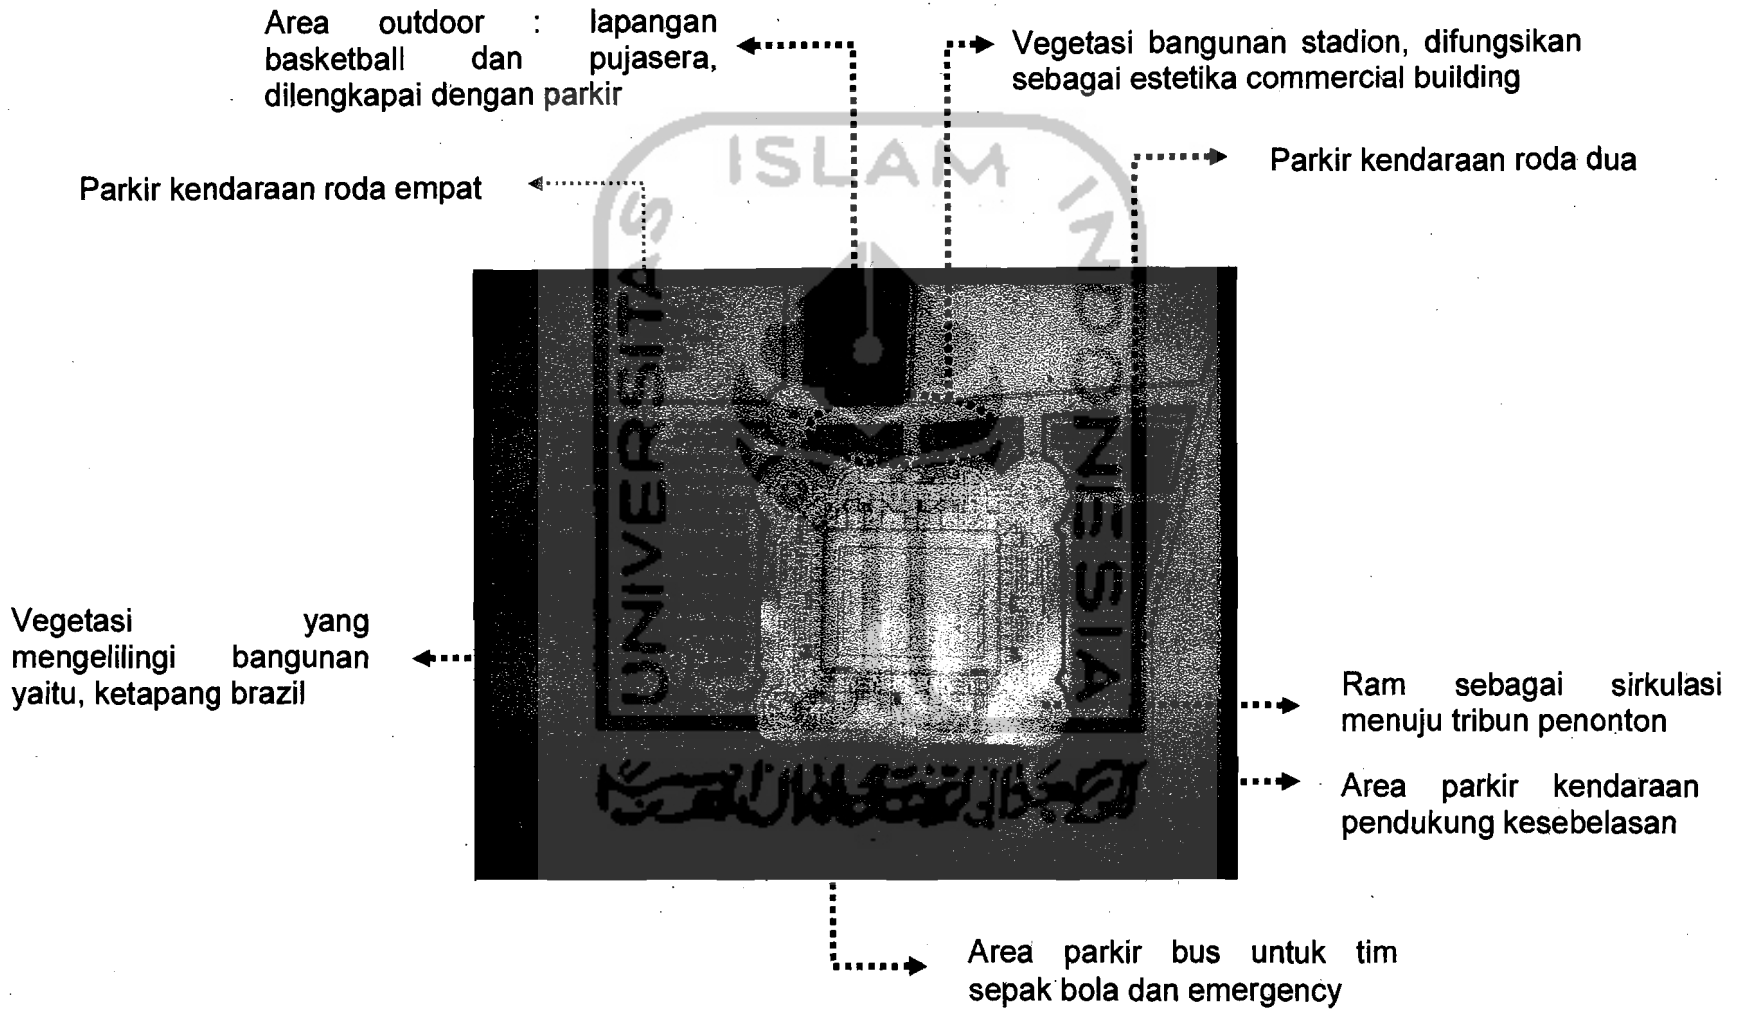 Area outdoor : lapangan
basketball dan pujasera,
dilengkapai dengan parkir
Vegetasi bangunan stadion, difungsikan
sebagai estetika commercial building
Parkir kendaraan roda empat
Parkir kendaraan roda dua
UNIVERSITAS
ISLAM
INDONESIA
Vegetasi yang
mengelilingi bangunan
yaitu, ketapang brazil
Ram sebagai sirkulasi
menuju tribun penonton
Area parkir kendaraan
pendukung kesebelasan
Area parkir bus untuk tim
sepak bola dan emergency